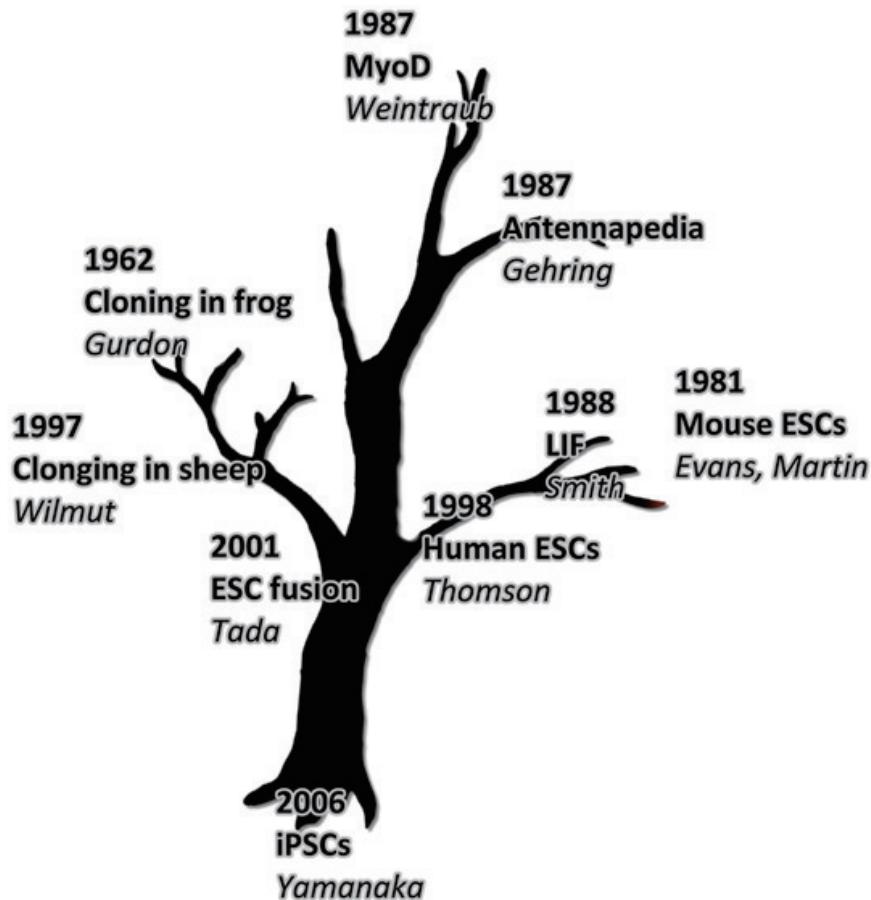 1987
MyoD
Weintraub
1987
Antennapedia
Gehring
1962
Cloning in frog
Gurdon
1981
Mouse ESCs
Evans, Martin
1988
LIF
Smith
1997
Clonging in sheep
Wilmut
1998
Human ESCs
Thomson
2001
ESC fusion
Tada
2006
iPSCs
Yamanaka